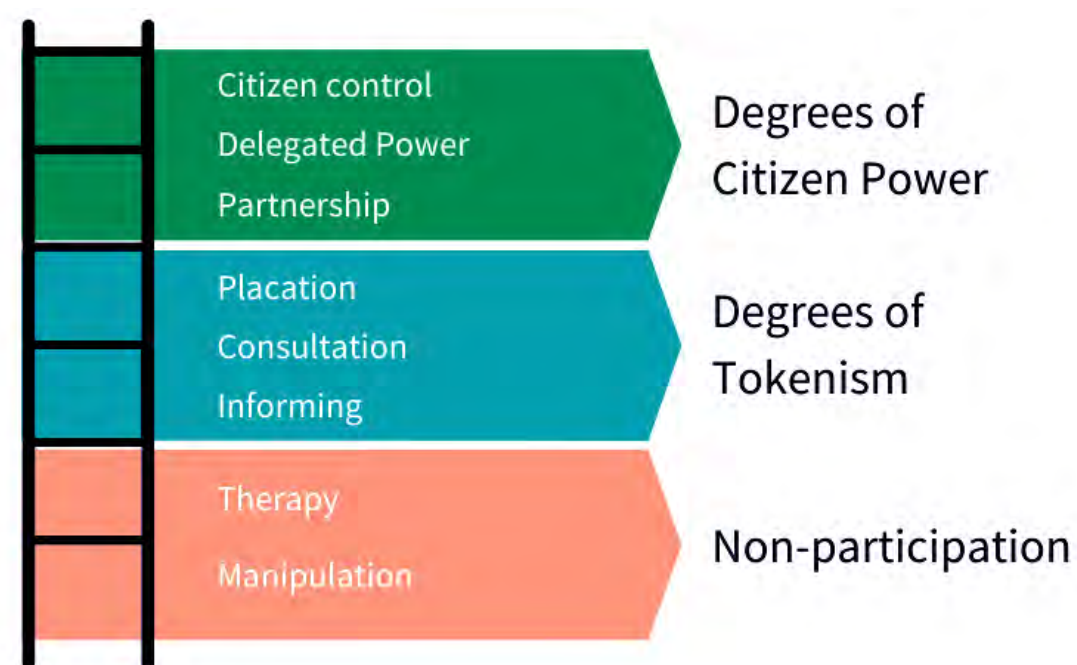 Citizen control
Delegated Power
Partnership
Degrees of
Citizen Power
Placation
Consultation
Informing
Degrees of
Tokenism
Therapy
Manipulation
Non-participation